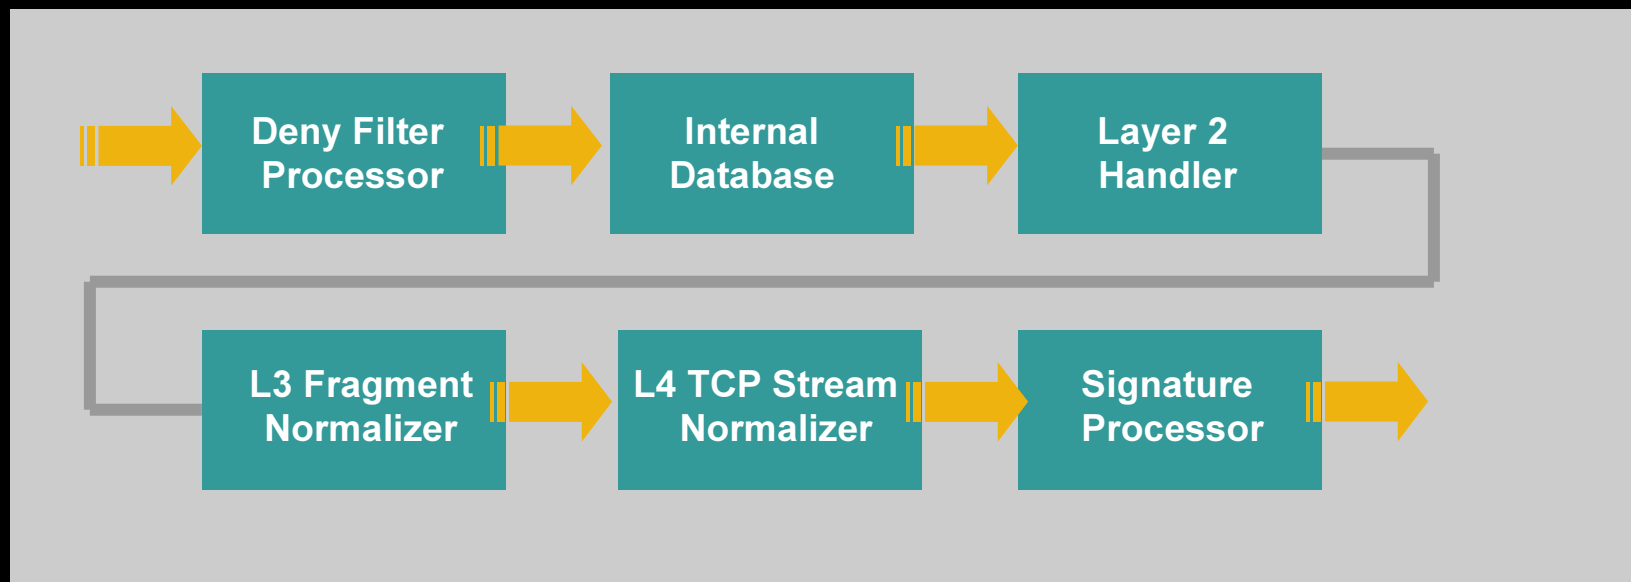 Deny Filter
Processor
Internal
Database
Layer 2
Handler
L3 Fragment
Normalizer
L4 TCP Stream
Normalizer
Signature
Processor